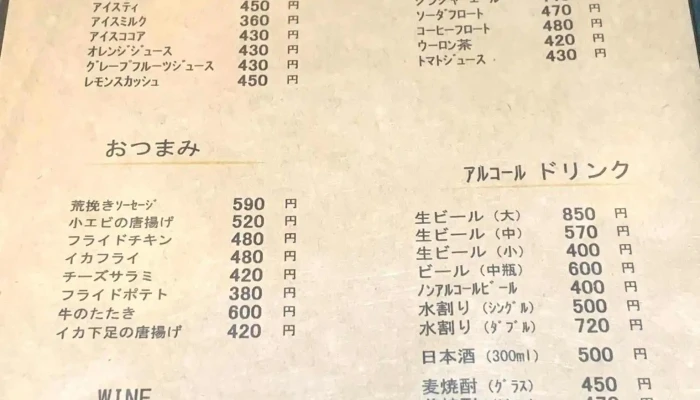 アイスティ 450 円
アイスミルク 360 円
アイスココア 430 円
オレンジジュース 430 円
グレープフルーツジュース 430 円
レモンスカッシュ 450 円
おつまみ
荒挽きソーセージ 590 円
小エビの唐揚げ 520 円
フライドチキン 480 円
イカフライ 480 円
チーズサラミ 420 円
フライドポテト 380 円
牛のたたき 600 円
イカ下足の唐揚げ 420 円
WINE
ソーダフロート 470 円
コーヒーフロート 480 円
ウーロン茶 420 円
トマトジュース 430 円
アルコール ドリンク
生ビール (大) 850 円
生ビール (中) 570 円
生ビール (小) 400 円
ビール (中瓶) 600 円
ノンアルコールビール 400 円
水割り (シングル) 500 円
水割り (ダブル) 720 円
日本酒 (300ml) 500 円
麦焼酎 (グラス) 450 円